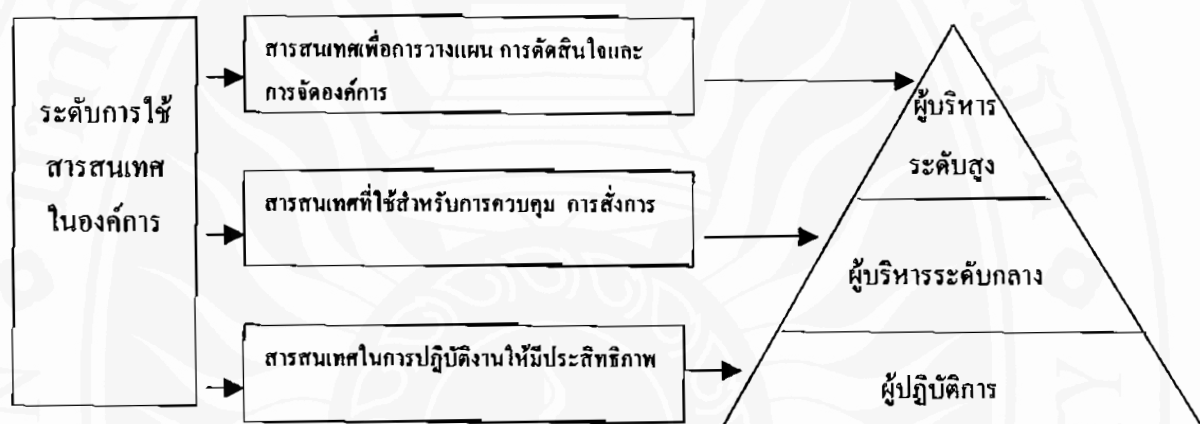 ระดับการใช้
สารสนเทศ
ในองค์การ
สารสนเทศเพื่อการวางแผน การตัดสินใจและ
การจัดองค์การ
สารสนเทศที่ใช้สำหรับการควบคุม การสั่งการ
สารสนเทศในการปฏิบัติงานให้มีประสิทธิภาพ
ผู้บริหาร
ระดับสูง
ผู้บริหารระดับกลาง
ผู้ปฏิบัติการ